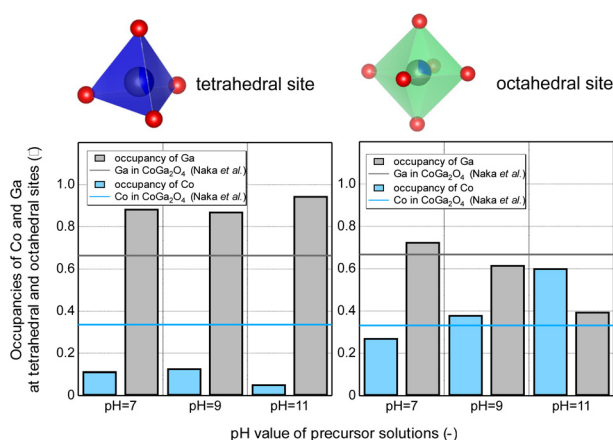 tetrahedral site
octahedral site
Occupancies of Co and Ga
at tetrahedral and octahedral sites (□)
1.0
0.8
0.6
0.4
0.2
0
occupancy of Ga
Ga in CoGa₂O₄ (Naka et al.)
occupancy of Co
Co in CoGa₂O₄ (Naka et al.)
pH=7
pH=9
pH=11
1.0
0.8
0.6
0.4
0.2
0
occupancy of Ga
Ga in CoGa₂O₄ (Naka et al.)
occupancy of Co
Co in CoGa₂O₄ (Naka et al.)
pH=7
pH=9
pH=11
pH value of precursor solutions (-)